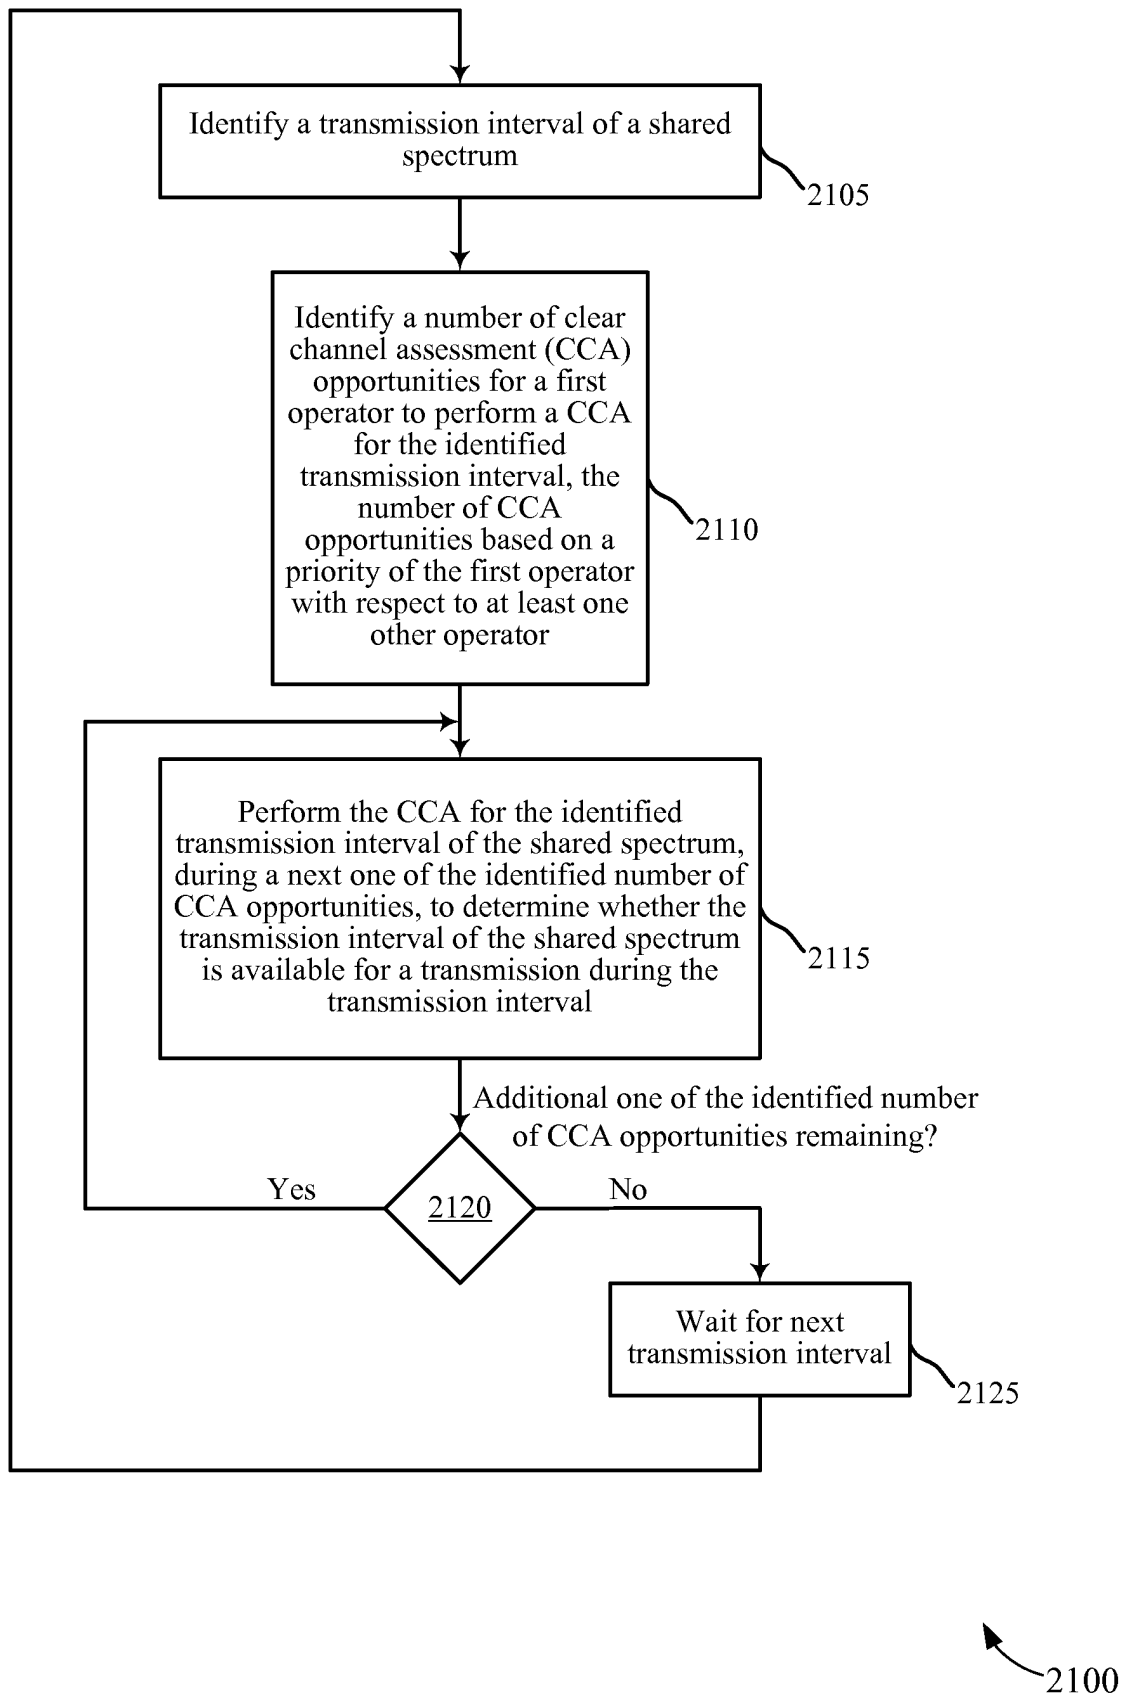 Identify a transmission interval of a shared
spectrum
2105
Identify a number of clear
channel assessment (CCA)
opportunities for a first
operator to perform a CCA
for the identified
transmission interval, the
number of CCA
opportunities based on a
priority of the first operator
with respect to at least one
other operator
2110
Perform the CCA for the identified
transmission interval of the shared spectrum,
during a next one of the identified number of
CCA opportunities, to determine whether the
transmission interval of the shared spectrum
is available for a transmission during the
transmission interval
2115
Additional one of the identified number
of CCA opportunities remaining?
Yes
2120
No
Wait for next
transmission interval
2125
2100